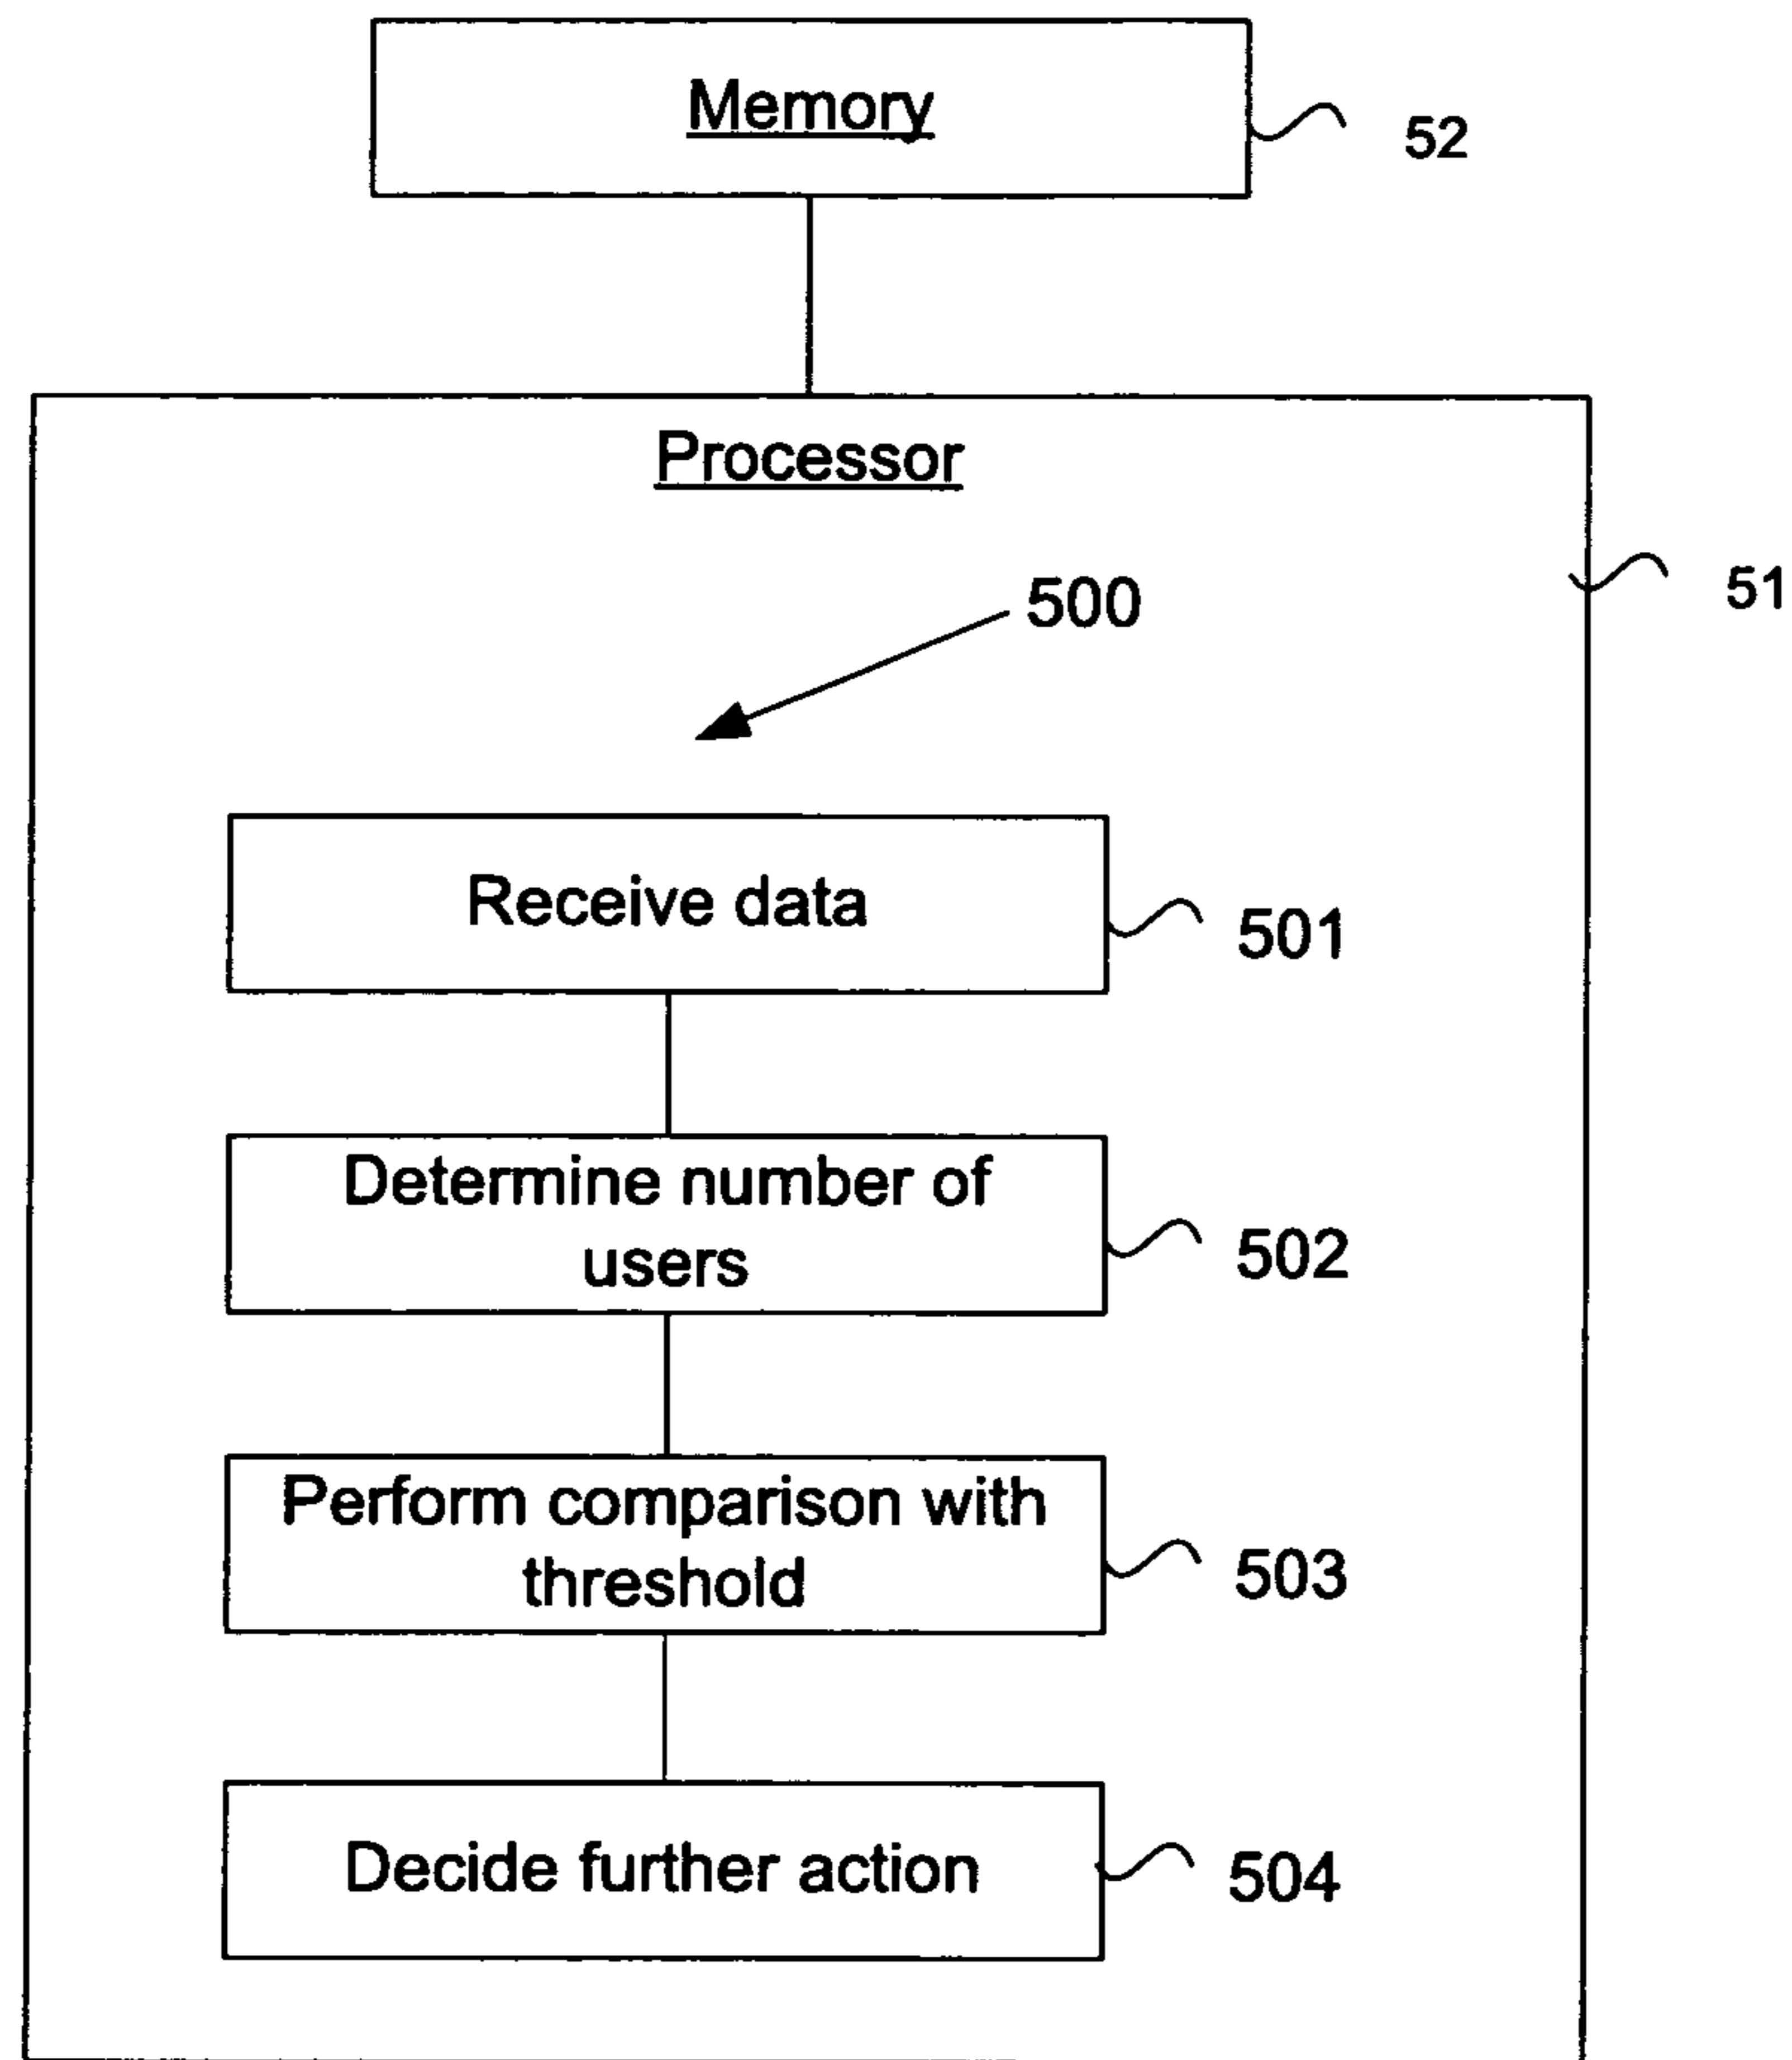 Memory
52
Processor
51
500
Receive data
501
Determine number of
users
502
Perform comparison with
threshold
503
Decide further action
504